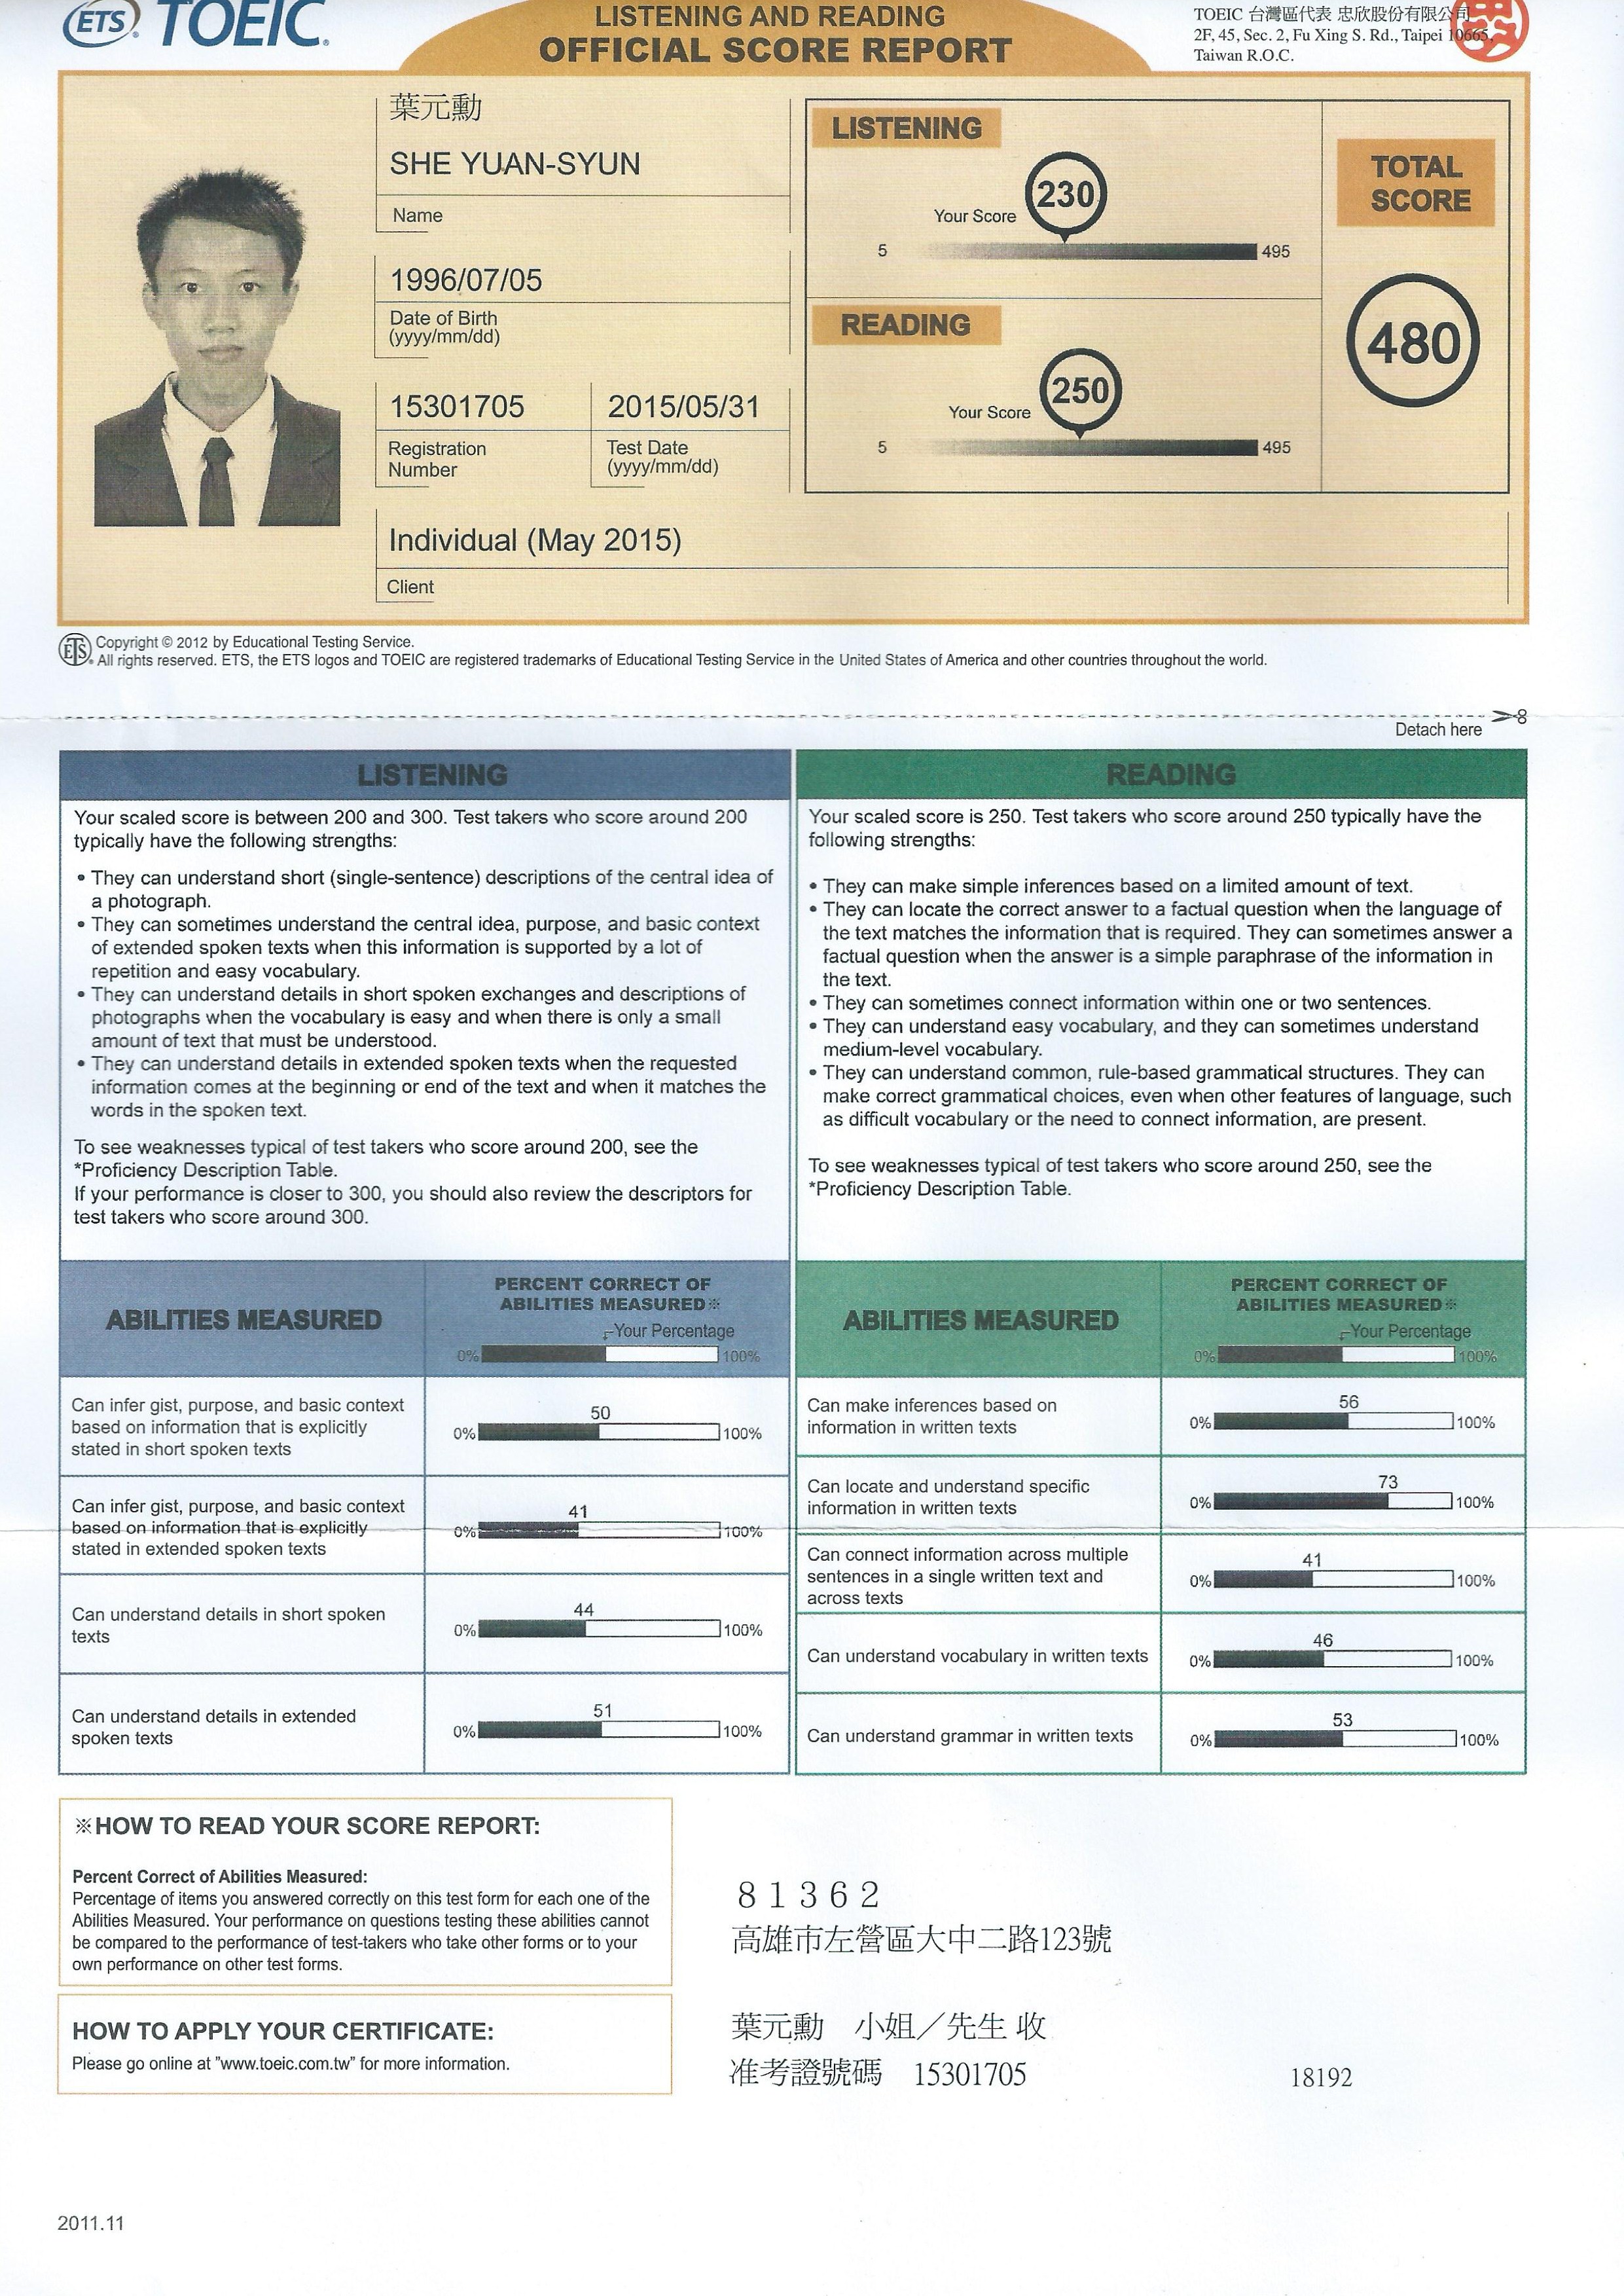 ETS. TOEIC.
LISTENING AND READING
OFFICIAL SCORE REPORT
TOEIC 台灣區代表 忠欣股份有限公司
2F, 45, Sec. 2, Fu Xing S. Rd., Taipei 10665,
Taiwan R.O.C.
葉元勳
SHE YUAN-SYUN
Name
1996/07/05
Date of Birth
(yyyy/mm/dd)
15301705
Registration
Number
2015/05/31
Test Date
(yyyy/mm/dd)
Individual (May 2015)
Client
LISTENING
230
Your Score
5 495
READING
250
Your Score
5 495
TOTAL
SCORE
480
ETS Copyright © 2012 by Educational Testing Service.
All rights reserved. ETS, the ETS logos and TOEIC are registered trademarks of Educational Testing Service in the United States of America and other countries throughout the world.
Detach here
LISTENING
Your scaled score is between 200 and 300. Test takers who score around 200
typically have the following strengths:
• They can understand short (single-sentence) descriptions of the central idea of
a photograph.
• They can sometimes understand the central idea, purpose, and basic context
of extended spoken texts when this information is supported by a lot of
repetition and easy vocabulary.
• They can understand details in short spoken exchanges and descriptions of
photographs when the vocabulary is easy and when there is only a small
amount of text that must be understood.
• They can understand details in extended spoken texts when the requested
information comes at the beginning or end of the text and when it matches the
words in the spoken text.
To see weaknesses typical of test takers who score around 200, see the
*Proficiency Description Table.
If your performance is closer to 300, you should also review the descriptors for
test takers who score around 300.
READING
Your scaled score is 250. Test takers who score around 250 typically have the
following strengths:
• They can make simple inferences based on a limited amount of text.
• They can locate the correct answer to a factual question when the language of
the text matches the information that is required. They can sometimes answer a
factual question when the answer is a simple paraphrase of the information in
the text.
• They can sometimes connect information within one or two sentences.
• They can understand easy vocabulary, and they can sometimes understand
medium-level vocabulary.
• They can understand common, rule-based grammatical structures. They can
make correct grammatical choices, even when other features of language, such
as difficult vocabulary or the need to connect information, are present.
To see weaknesses typical of test takers who score around 250, see the
*Proficiency Description Table.
ABILITIES MEASURED
PERCENT CORRECT OF
ABILITIES MEASURED※
Your Percentage
0% 100%
Can infer gist, purpose, and basic context
based on information that is explicitly
stated in short spoken texts
50
0% 100%
Can infer gist, purpose, and basic context
based on information that is explicitly
stated in extended spoken texts
41
0% 100%
Can understand details in short spoken
texts
44
0% 100%
Can understand details in extended
spoken texts
51
0% 100%
ABILITIES MEASURED
PERCENT CORRECT OF
ABILITIES MEASURED※
Your Percentage
0% 100%
Can make inferences based on
information in written texts
56
0% 100%
Can locate and understand specific
information in written texts
73
0% 100%
Can connect information across multiple
sentences in a single written text and
across texts
41
0% 100%
Can understand vocabulary in written texts
46
0% 100%
Can understand grammar in written texts
53
0% 100%
※HOW TO READ YOUR SCORE REPORT:
Percent Correct of Abilities Measured:
Percentage of items you answered correctly on this test form for each one of the
Abilities Measured. Your performance on questions testing these abilities cannot
be compared to the performance of test-takers who take other forms or to your
own performance on other test forms.
HOW TO APPLY YOUR CERTIFICATE:
Please go online at "www.toeic.com.tw" for more information.
81362
高雄市左營區大中二路123號
葉元勳 小姐／先生 收
准考證號碼 15301705
18192
2011.11